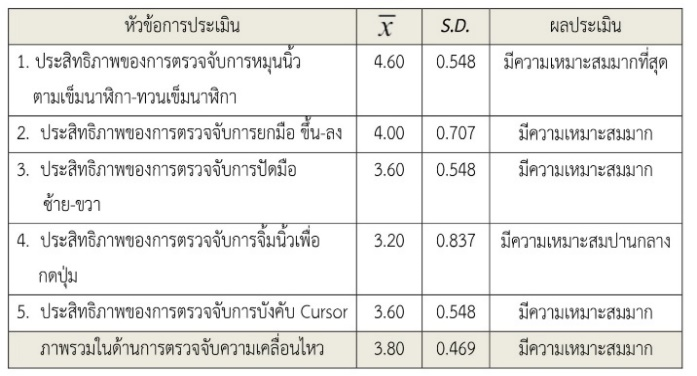 หัวข้อการประเมิน x̄ S.D. ผลประเมิน
1. ประสิทธิภาพของการตรวจจับการหมุนนิ้ว 4.60 0.548 มีความเหมาะสมมากที่สุด
ตามเข็มนาฬิกา-ทวนเข็มนาฬิกา
2. ประสิทธิภาพของการตรวจจับการยกมือ ขึ้น-ลง 4.00 0.707 มีความเหมาะสมมาก
3. ประสิทธิภาพของการตรวจจับการปัดมือ 3.60 0.548 มีความเหมาะสมมาก
ซ้าย-ขวา
4. ประสิทธิภาพของการตรวจจับการจิ้มนิ้วเพื่อ 3.20 0.837 มีความเหมาะสมปานกลาง
กดปุ่ม
5. ประสิทธิภาพของการตรวจจับการบังคับ Cursor 3.60 0.548 มีความเหมาะสมมาก
ภาพรวมในด้านการตรวจจับความเคลื่อนไหว 3.80 0.469 มีความเหมาะสมมาก